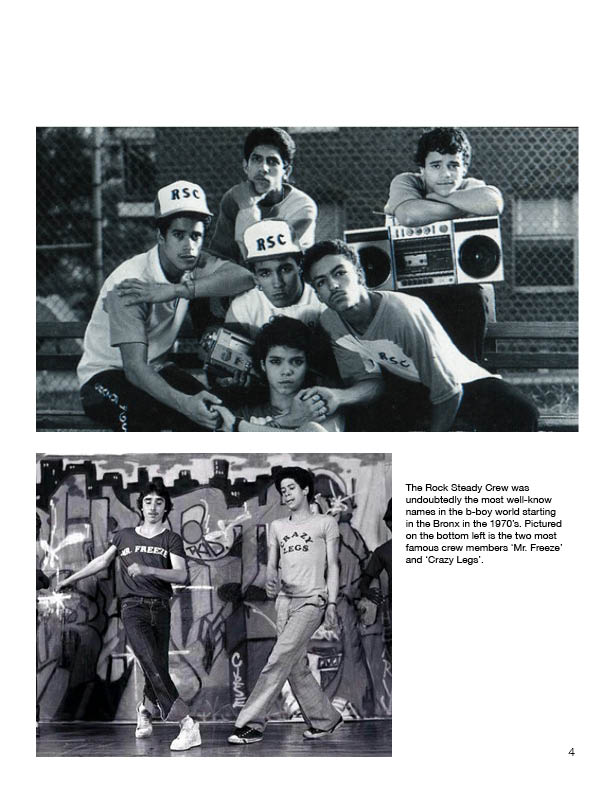 RSC
RSC
RSC
MR. FREEZE
CRAZY
LEGS
The Rock Steady Crew was
undoubtedly the most well-know
names in the b-boy world starting
in the Bronx in the 1970's. Pictured
on the bottom left is the two most
famous crew members ‘Mr. Freeze’
and ‘Crazy Legs’.
4